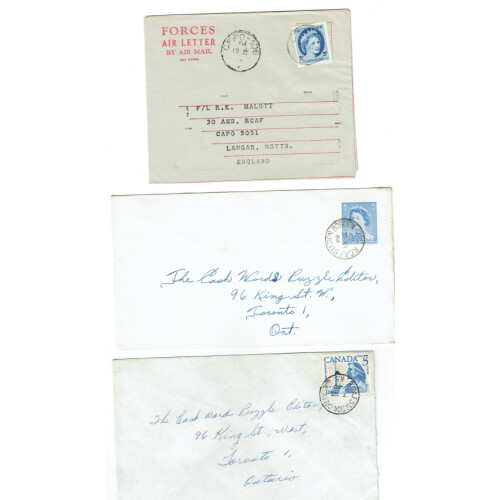 FORCES
AIR LETTER
BY AIR MAIL
F/L R.K. MALOTT
30 AMD, RCAF
CAPO 5051
LANGAR, NOTTS.
ENGLAND
The Cash Word Puzzle Editor,
96 King St. W.,
Toronto 1,
Ont.
CANADA 5
The Cash Word Puzzle Editor,
96 King St., West,
Toronto 1,
Ontario